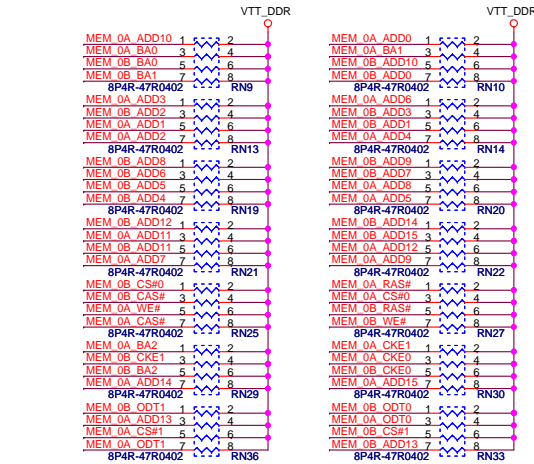 VTT_DDR
MEM_0A_ADD10 1 2
MEM_0A_BA0 3 4
MEM_0B_BA0 5 6
MEM_0B_BA1 7 8
8P4R-47R0402 RN9
MEM_0A_ADD3 1 2
MEM_0B_ADD2 3 4
MEM_0A_ADD1 5 6
MEM_0A_ADD2 7 8
8P4R-47R0402 RN13
MEM_0B_ADD8 1 2
MEM_0B_ADD6 3 4
MEM_0B_ADD5 5 6
MEM_0B_ADD4 7 8
8P4R-47R0402 RN19
MEM_0B_ADD12 1 2
MEM_0A_ADD11 3 4
MEM_0B_ADD11 5 6
MEM_0A_ADD7 7 8
8P4R-47R0402 RN21
MEM_0B_CS#0 1 2
MEM_0B_CAS# 3 4
MEM_0A_WE# 5 6
MEM_0A_CAS# 7 8
8P4R-47R0402 RN25
MEM_0A_BA2 1 2
MEM_0B_CKE1 3 4
MEM_0B_BA2 5 6
MEM_0A_ADD14 7 8
8P4R-47R0402 RN29
MEM_0B_ODT1 1 2
MEM_0A_ADD13 3 4
MEM_0A_CS#1 5 6
MEM_0A_ODT1 7 8
8P4R-47R0402 RN36
VTT_DDR
MEM_0A_ADD0 1 2
MEM_0A_BA1 3 4
MEM_0B_ADD10 5 6
MEM_0B_ADD0 7 8
8P4R-47R0402 RN10
MEM_0A_ADD6 1 2
MEM_0B_ADD3 3 4
MEM_0B_ADD1 5 6
MEM_0A_ADD4 7 8
8P4R-47R0402 RN14
MEM_0B_ADD9 1 2
MEM_0B_ADD7 3 4
MEM_0A_ADD8 5 6
MEM_0A_ADD5 7 8
8P4R-47R0402 RN20
MEM_0B_ADD14 1 2
MEM_0B_ADD15 3 4
MEM_0A_ADD12 5 6
MEM_0A_ADD9 7 8
8P4R-47R0402 RN22
MEM_0A_RAS# 1 2
MEM_0A_CS#0 3 4
MEM_0B_RAS# 5 6
MEM_0B_WE# 7 8
8P4R-47R0402 RN27
MEM_0A_CKE1 1 2
MEM_0A_CKE0 3 4
MEM_0B_CKE0 5 6
MEM_0A_ADD15 7 8
8P4R-47R0402 RN30
MEM_0B_ODT0 1 2
MEM_0A_ODT0 3 4
MEM_0B_CS#1 5 6
MEM_0B_ADD13 7 8
8P4R-47R0402 RN33